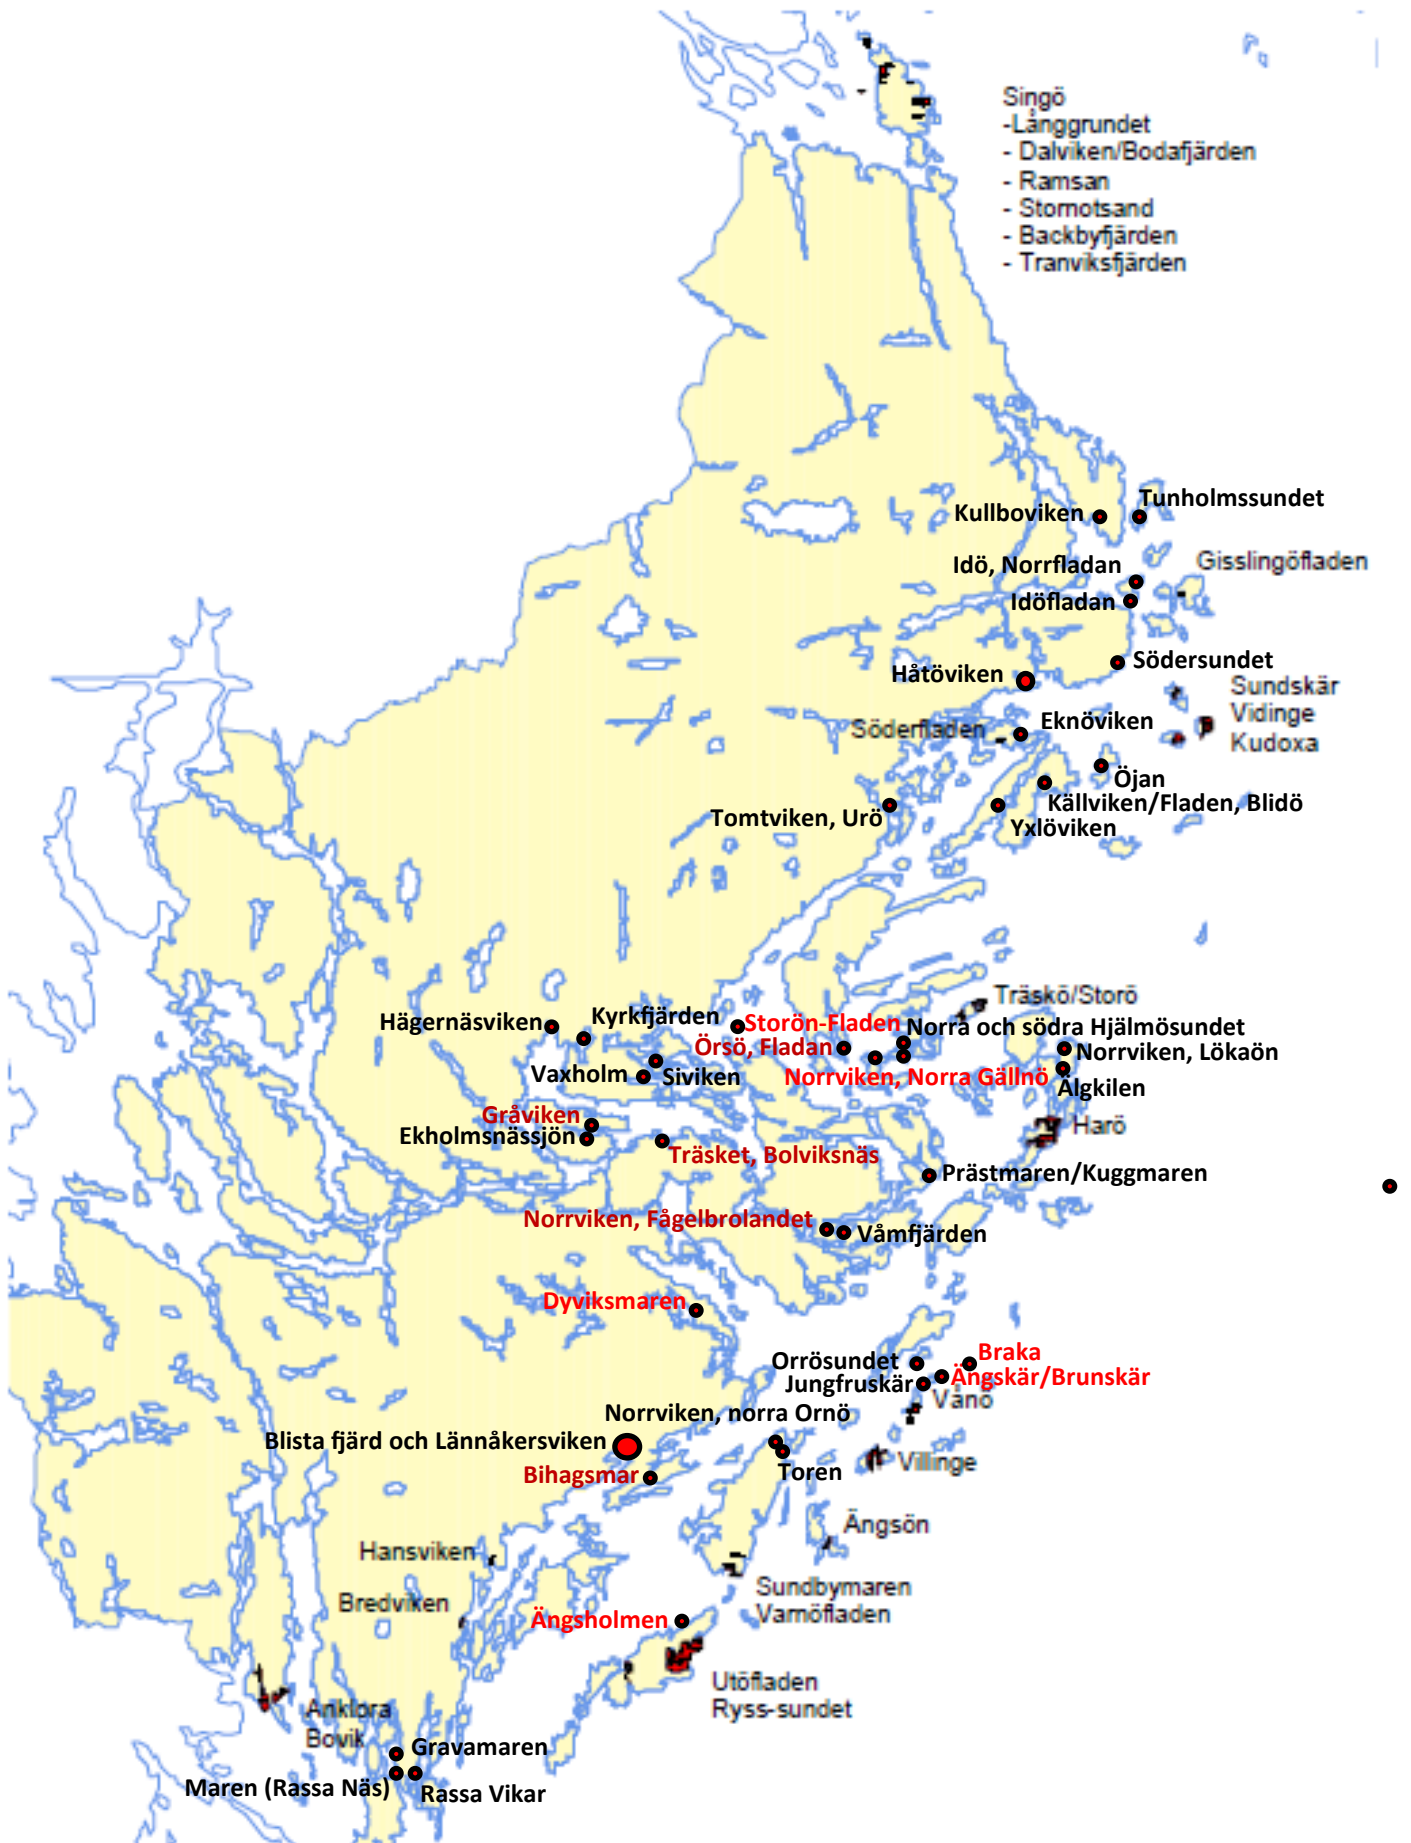 Singö
-Långgrundet
- Dalviken/Bodafjärden
- Ramsan
- Stornotsand
- Backbyfjärden
- Tranviksfjärden
Tunholmssundet
Kullboviken
Gisslingöfladen
Idö, Norrfladan
Idöfladan
Södersundet
Håtöviken
Sundskär
Vidinge
Kudoxa
Eknöviken
Söderfladen
Öjan
Källviken/Fladen, Blidö
Tomtviken, Urö
Yxlöviken
Träskö/Storö
Kyrkfjärden
Hägernäsviken
Storön-Fladen
Norra och södra Hjälmösundet
Örsö, Fladan
Norrviken, Lökaön
Vaxholm
Siviken
Norrviken, Norra Gällnö
Älgkilen
Gråviken
Harö
Ekholmsnässjön
Träsket, Bolviksnäs
Prästmaren/Kuggmaren
Norrviken, Fågelbrolandet
Våmfjärden
Dyviksmaren
Braka
Orrösundet
Ängskär/Brunskär
Jungfruskär
Vånö
Norrviken, norra Ornö
Blista fjärd och Lännåkersviken
Villinge
Toren
Bihagsmar
Ängsön
Hansviken
Sundbymaren
Varnöfladen
Bredviken
Ängsholmen
Utöfladen
Ryss-sundet
Anklora
Bovik
Gravamaren
Maren (Rassa Näs)
Rassa Vikar